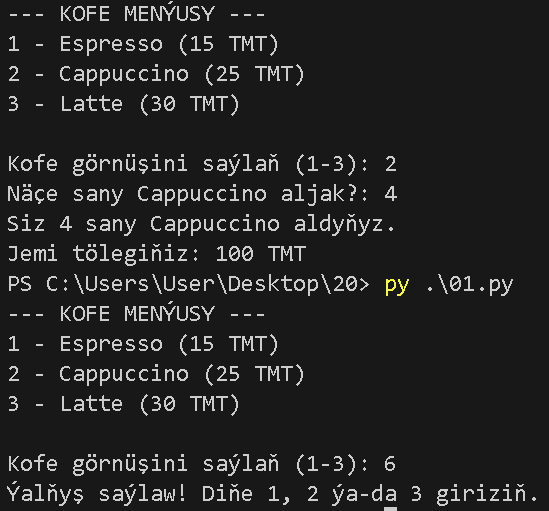 --- KOFE MENÝUSY ---
1 - Espresso (15 TMT)
2 - Cappuccino (25 TMT)
3 - Latte (30 TMT)
Kofe görnüşini saýlaň (1-3): 2
Näçe sany Cappuccino aljak?: 4
Siz 4 sany Cappuccino aldyňyz.
Jemi tölegiňiz: 100 TMT
PS C:\Users\User\Desktop\20> py .\01.py
--- KOFE MENÝUSY ---
1 - Espresso (15 TMT)
2 - Cappuccino (25 TMT)
3 - Latte (30 TMT)
Kofe görnüşini saýlaň (1-3): 6
Ýalňyş saýlaw! Diňe 1, 2 ýa-da 3 giriziň.